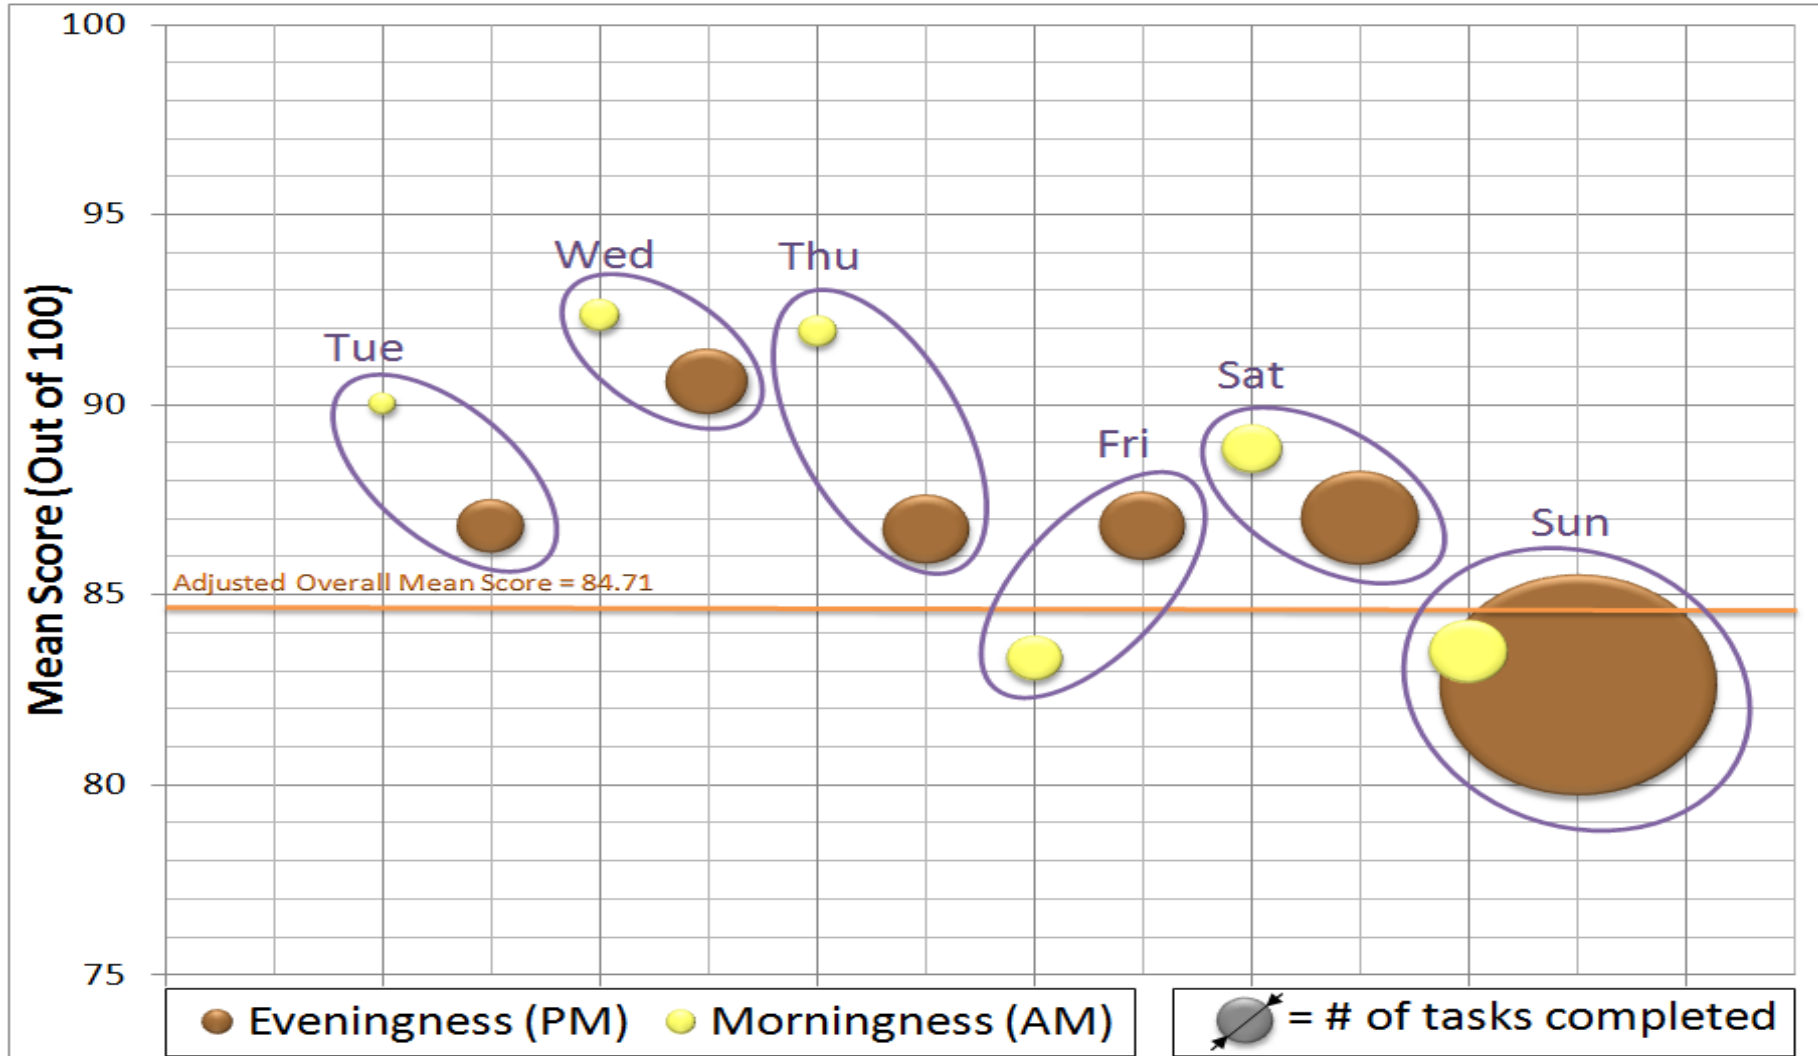 100
95
90
85
80
75
Mean Score (Out of 100)
Tue
Wed
Thu
Fri
Sat
Sun
Adjusted Overall Mean Score = 84.71
Eveningness (PM)
Morningness (AM)
= # of tasks completed